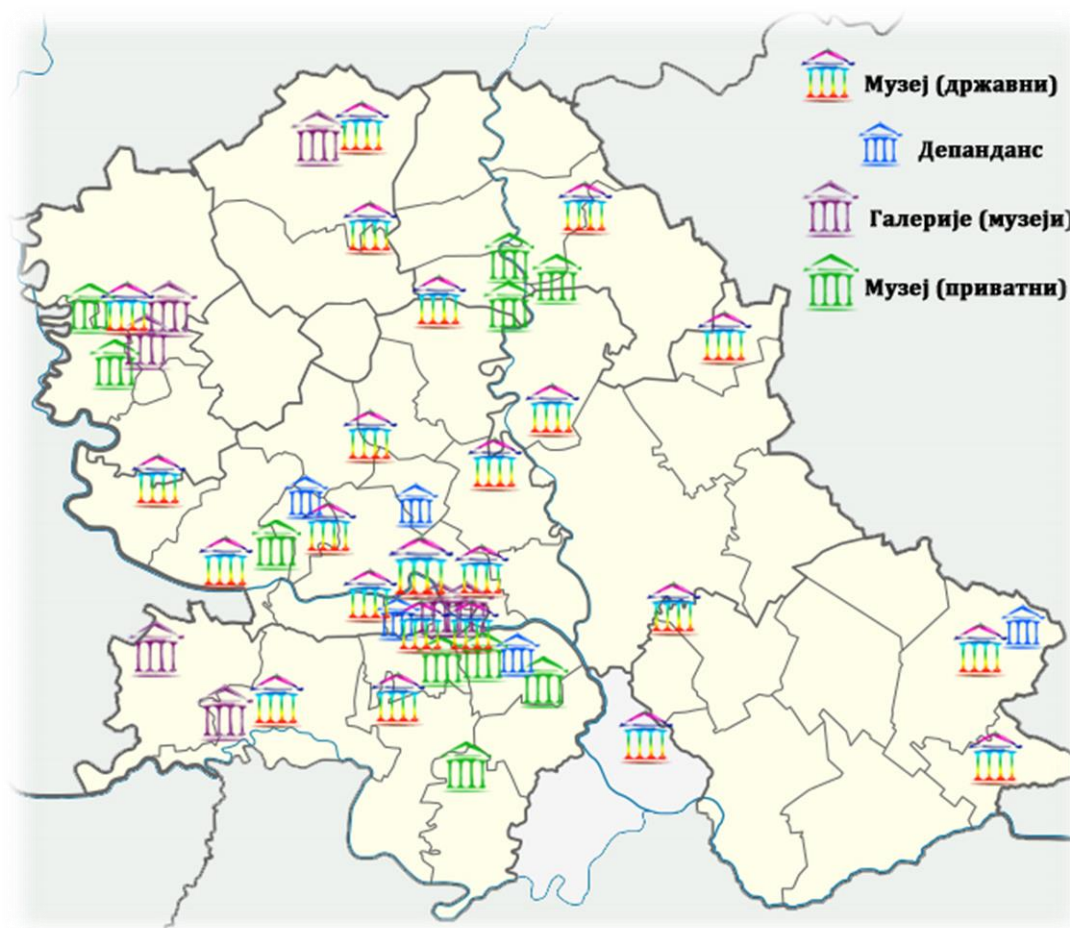 Музеј (државни)
Депанданс
Галерије (музеји)
Музеј (приватни)